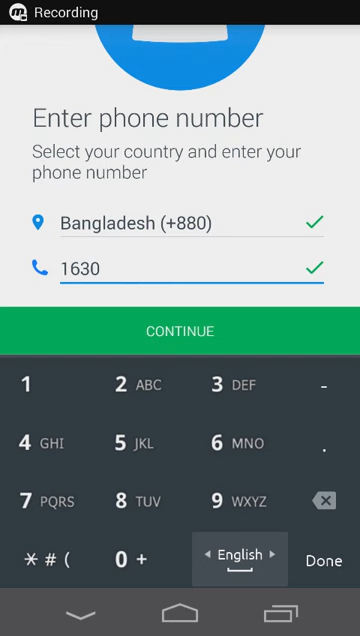 Recording
Enter phone number
Select your country and enter your
phone number
Bangladesh (+880)
1630
CONTINUE
1 2 ABC 3 DEF -
4 GHI 5 JKL 6 MNO .
7 PQRS 8 TUV 9 WXYZ
* # ( 0 + English Done